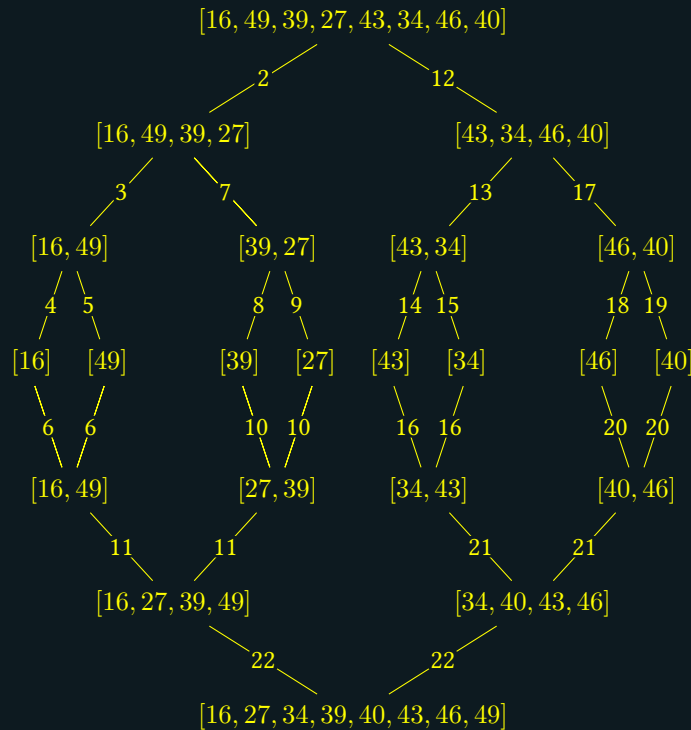 [16, 49, 39, 27, 43, 34, 46, 40]
2 12
[16, 49, 39, 27] [43, 34, 46, 40]
3 7 13 17
[16, 49] [39, 27] [43, 34] [46, 40]
4 5 8 9 14 15 18 19
[16] [49] [39] [27] [43] [34] [46] [40]
6 6 10 10 16 16 20 20
[16, 49] [27, 39] [34, 43] [40, 46]
11 11 21 21
[16, 27, 39, 49] [34, 40, 43, 46]
22 22
[16, 27, 34, 39, 40, 43, 46, 49]